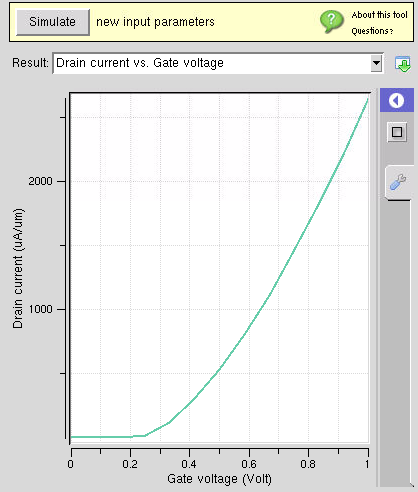 Simulate new input parameters
About this tool
Questions?
Result: Drain current vs. Gate voltage
2000
1000
Drain current (uA/um)
0 0.2 0.4 0.6 0.8 1
Gate voltage (Volt)